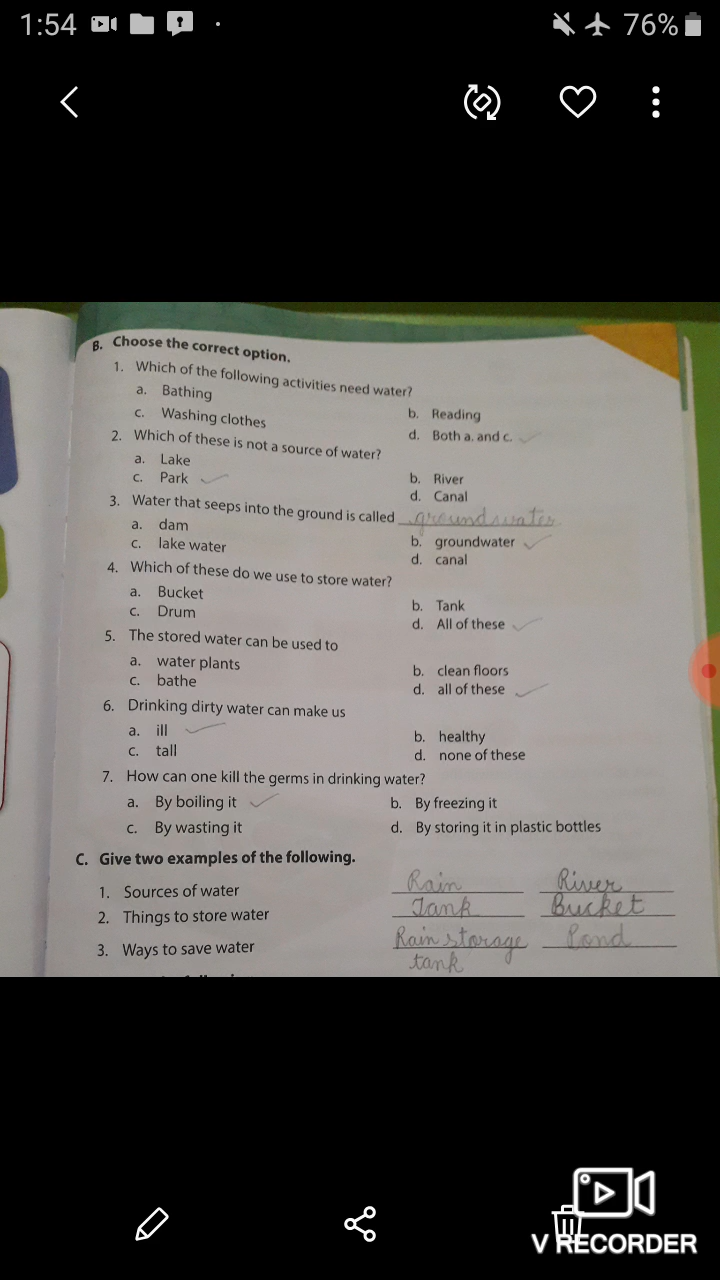 1:54
76%
B. Choose the correct option.
1. Which of the following activities need water?
a. Bathing
b. Reading
c. Washing clothes
d. Both a. and c.
2. Which of these is not a source of water?
a. Lake
b. River
c. Park
d. Canal
3. Water that seeps into the ground is called groundwater
a. dam
b. groundwater
c. lake water
d. canal
4. Which of these do we use to store water?
a. Bucket
b. Tank
c. Drum
d. All of these
5. The stored water can be used to
a. water plants
b. clean floors
c. bathe
d. all of these
6. Drinking dirty water can make us
a. ill
b. healthy
c. tall
d. none of these
7. How can one kill the germs in drinking water?
a. By boiling it
b. By freezing it
c. By wasting it
d. By storing it in plastic bottles
C. Give two examples of the following.
1. Sources of water Rain River
2. Things to store water Tank Bucket
3. Ways to save water Rain storage Pond
tank
V RECORDER